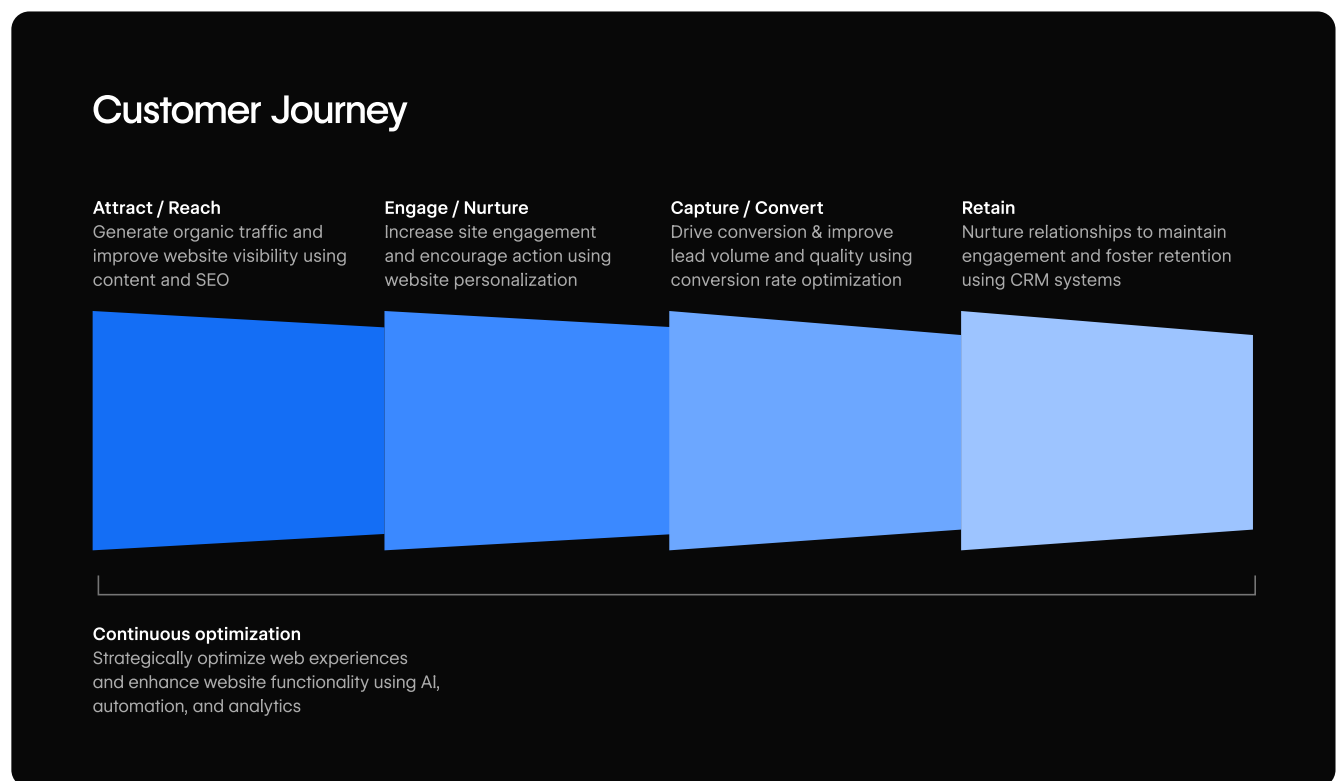 Customer Journey
Attract / Reach
Generate organic traffic and
improve website visibility using
content and SEO
Engage / Nurture
Increase site engagement
and encourage action using
website personalization
Capture / Convert
Drive conversion & improve
lead volume and quality using
conversion rate optimization
Retain
Nurture relationships to maintain
engagement and foster retention
using CRM systems
Continuous optimization
Strategically optimize web experiences
and enhance website functionality using AI,
automation, and analytics